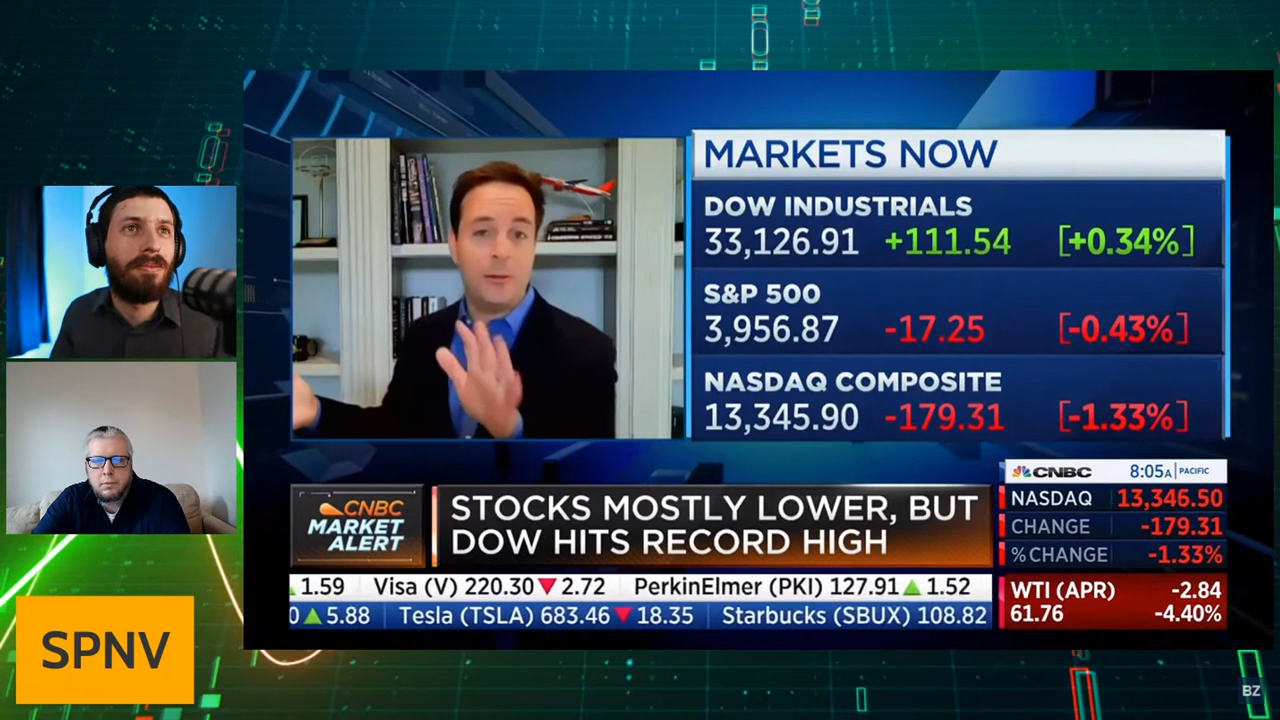 MARKETS NOW
DOW INDUSTRIALS
33,126.91 +111.54 [+0.34%]
S&P 500
3,956.87 -17.25 [-0.43%]
NASDAQ COMPOSITE
13,345.90 -179.31 [-1.33%]
CNBC
MARKET
ALERT
STOCKS MOSTLY LOWER, BUT
DOW HITS RECORD HIGH
CNBC 8:05A PACIFIC
NASDAQ 13,346.50
CHANGE -179.31
% CHANGE -1.33%
WTI (APR) -2.84
61.76 -4.40%
1.59 Visa (V) 220.30 ▼ 2.72 PerkinElmer (PKI) 127.91 ▲ 1.52
0 ▲ 5.88 Tesla (TSLA) 683.46 ▼ 18.35 Starbucks (SBUX) 108.82
SPNV
BZ